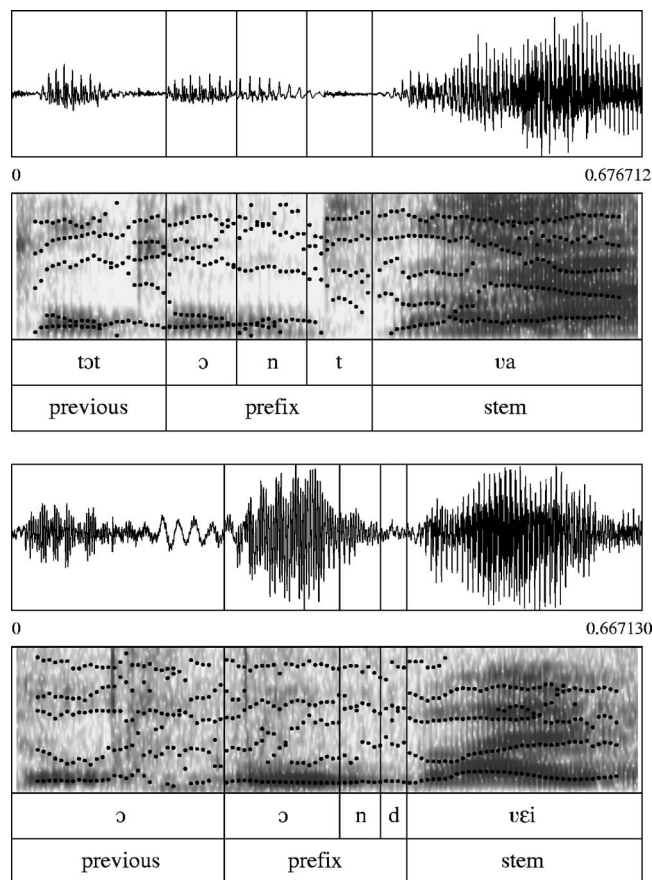 0 0.676712
tɔt ɔ n t ʋa
previous prefix stem
0 0.667130
ɔ ɔ n d ʋɛi
previous prefix stem